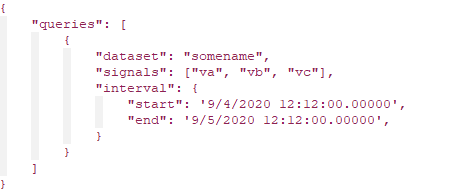 {
    "queries": [
        {
            "dataset": "somename",
            "signals": ["va", "vb", "vc"],
            "interval": {
                "start": '9/4/2020 12:12:00.00000',
                "end": '9/5/2020 12:12:00.00000',
            }
        }
    ]
}